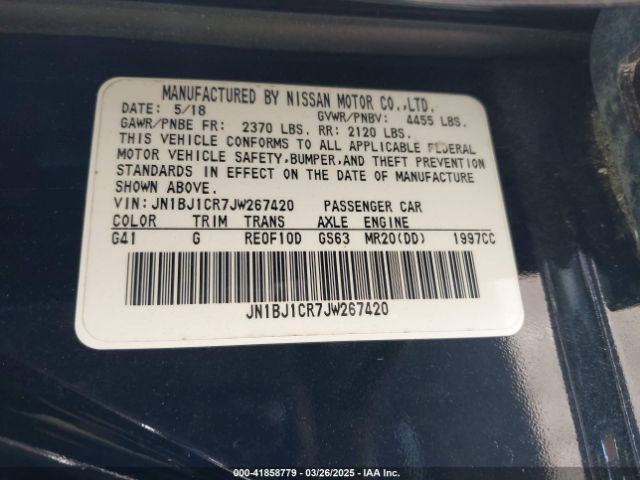 MANUFACTURED BY NISSAN MOTOR CO.,LTD.
DATE: 5/18 GVWR/PNBV: 4455 LBS.
GAWR/PNBE FR: 2370 LBS. RR: 2120 LBS.
THIS VEHICLE CONFORMS TO ALL APPLICABLE FEDERAL
MOTOR VEHICLE SAFETY,BUMPER,AND THEFT PREVENTION
STANDARDS IN EFFECT ON THE DATE OF MANUFACTURE
SHOWN ABOVE.
VIN: JN1BJ1CR7JW267420 PASSENGER CAR
COLOR TRIM TRANS AXLE ENGINE
G41 G RE0F10D GS63 MR20(DD) 1997CC
JN1BJ1CR7JW267420
000-41858779 — 03/26/2025 — IAA Inc.